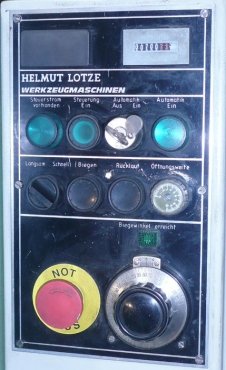 HELMUT LOTZE
WERKZEUGMASCHINEN
Steuerstrom vorhanden
Steuerung Ein
Automatik Aus Ein
Automatik Ein
Langsam
Schnell / Biegen
Rücklauf
Öffnungsweite
Biegewinkel erreicht
NOT